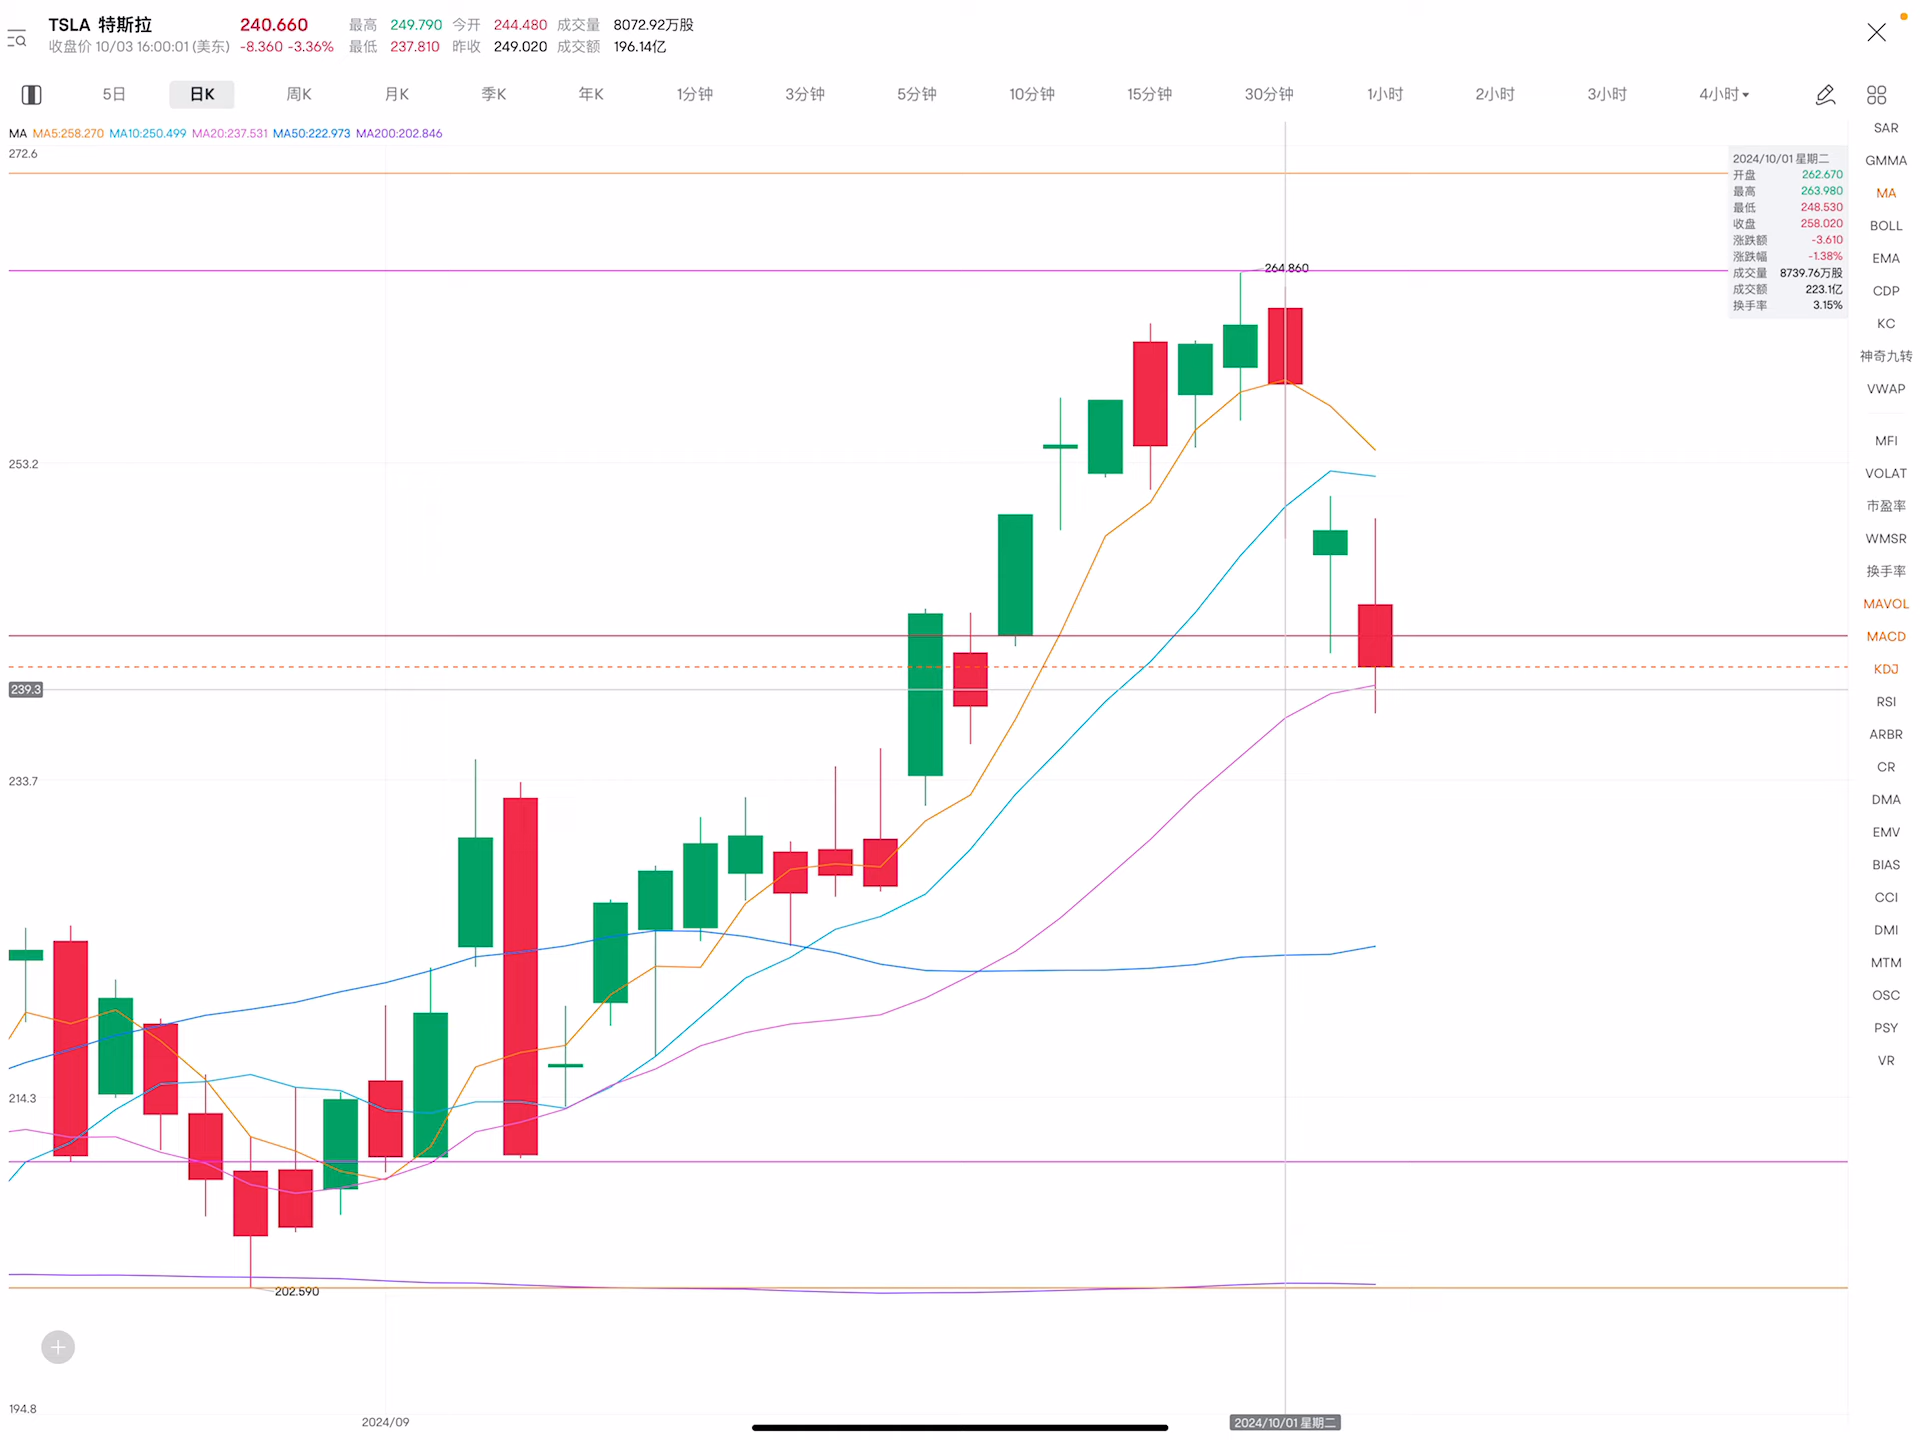 TSLA 特斯拉 240.660 最高 249.790 今开 244.480 成交量 8072.92万股
收盘价 10/03 16:00:01 (美东) -8.360 -3.36% 最低 237.810 昨收 249.020 成交额 196.14亿
5日 日K 周K 月K 季K 年K 1分钟 3分钟 5分钟 10分钟 15分钟 30分钟 1小时 2小时 3小时 4小时
MA MA5:258.270 MA10:250.499 MA20:237.531 MA50:222.973 MA200:202.846
272.6
253.2
239.3
233.7
214.3
194.8
264.860
202.590
2024/09
2024/10/01 星期二
2024/10/01 星期二
开盘 262.670
最高 263.980
最低 248.530
收盘 258.020
涨跌额 -3.610
涨跌幅 -1.38%
成交量 8739.76万股
成交额 223.1亿
换手率 3.15%
SAR
GMMA
MA
BOLL
EMA
CDP
KC
神奇九转
VWAP
MFI
VOLAT
市盈率
WMSR
换手率
MAVOL
MACD
KDJ
RSI
ARBR
CR
DMA
EMV
BIAS
CCI
DMI
MTM
OSC
PSY
VR